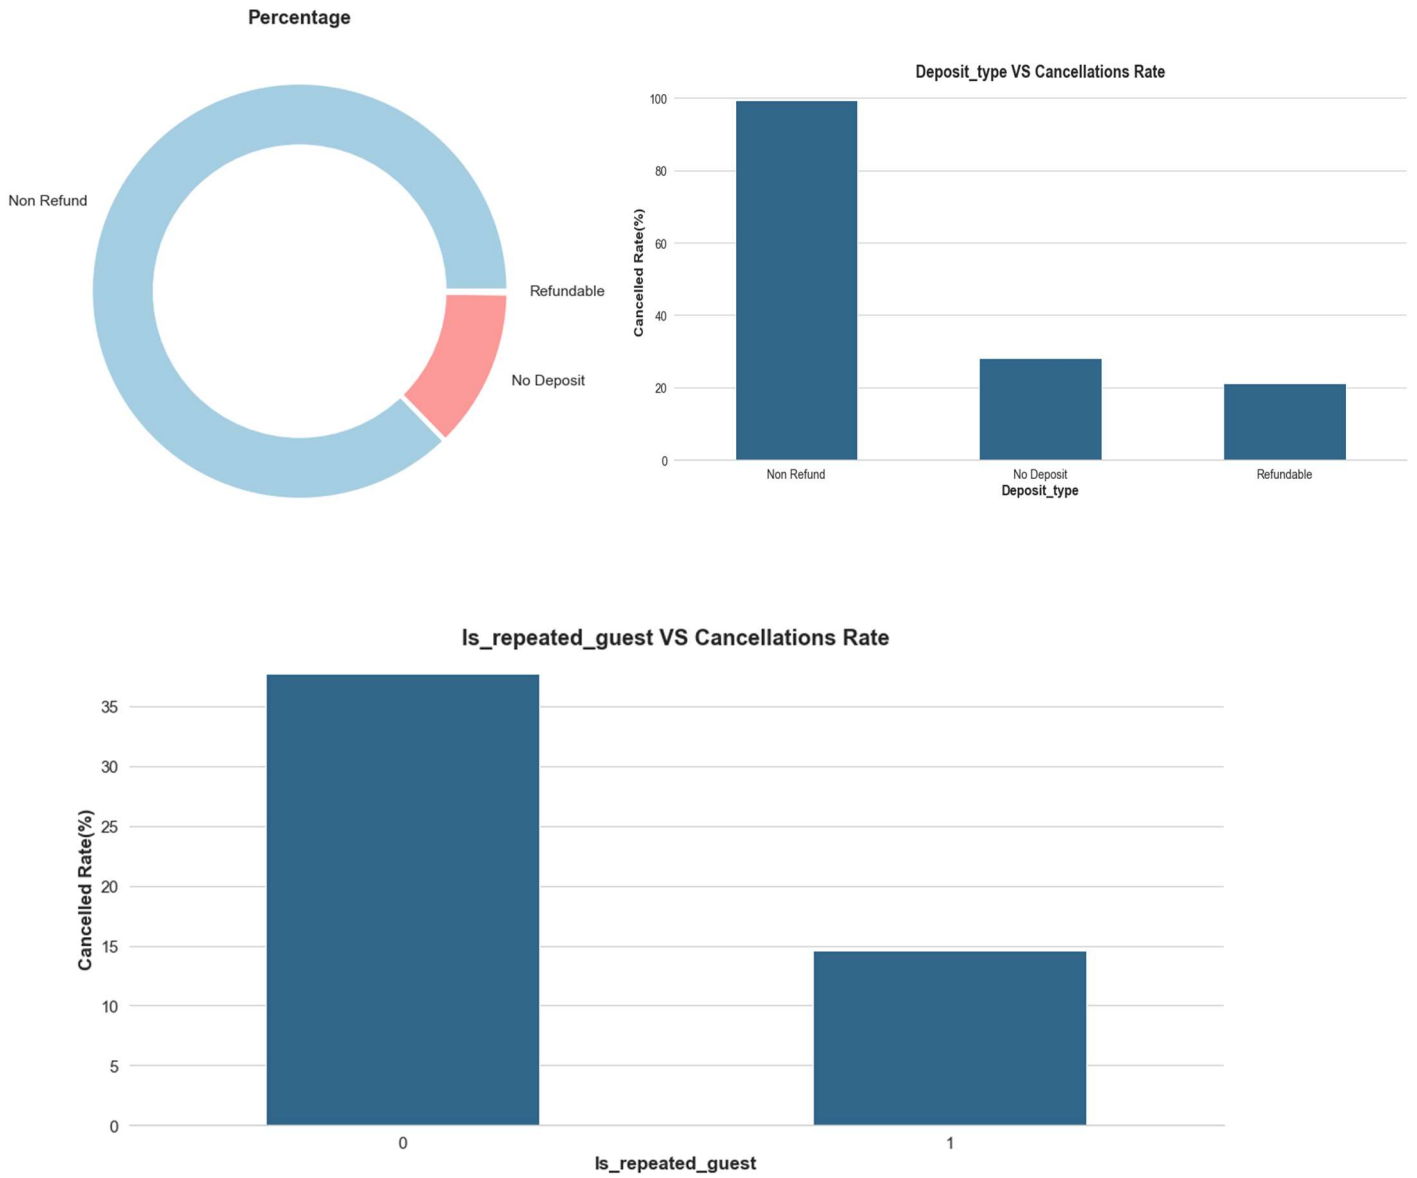 Percentage
Non Refund
Refundable
No Deposit
Deposit_type VS Cancellations Rate
Cancelled Rate(%)
100
80
60
40
20
0
Non Refund
No Deposit
Refundable
Deposit_type
Is_repeated_guest VS Cancellations Rate
Cancelled Rate(%)
35
30
25
20
15
10
5
0
0
1
Is_repeated_guest